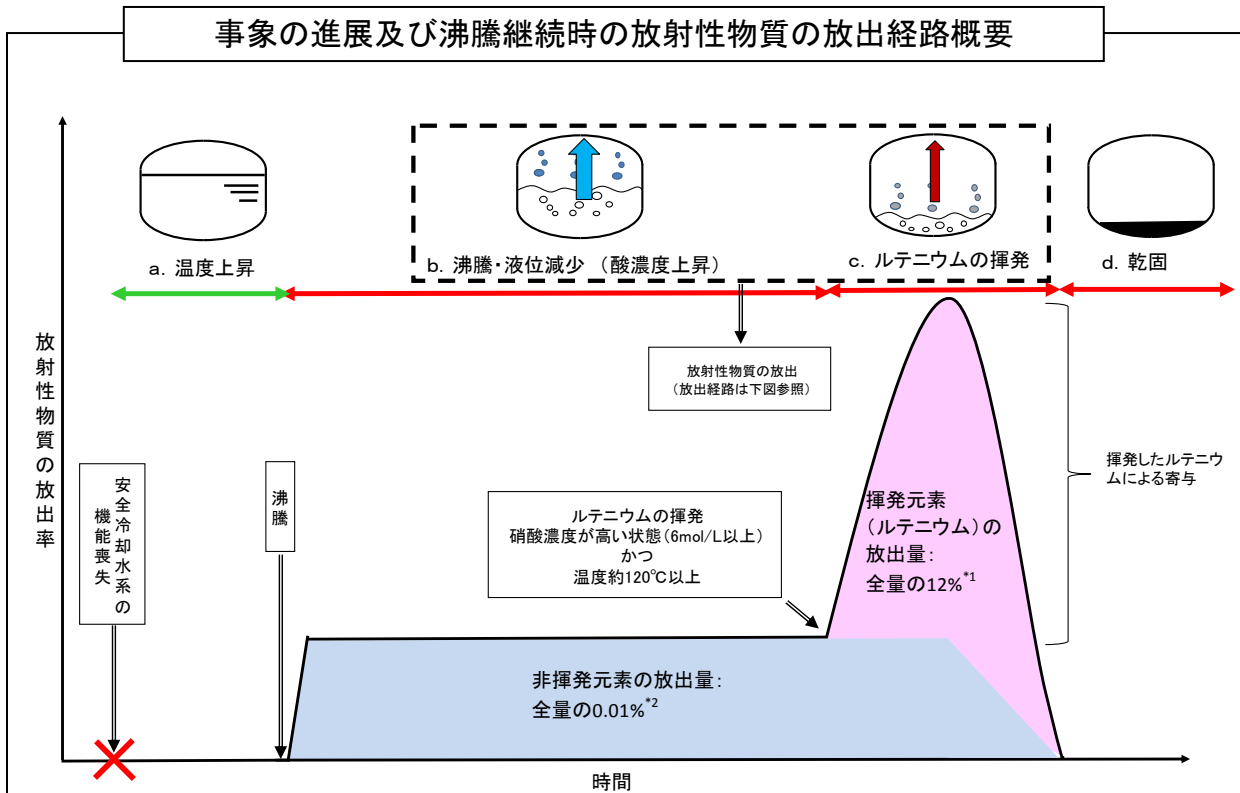 事象の進展及び沸騰継続時の放射性物質の放出経路概要
a. 温度上昇
b. 沸騰・液位減少 （酸濃度上昇）
c. ルテニウムの揮発
d. 乾固
放射性物質の放出率
放射性物質の放出
（放出経路は下図参照）
安全冷却水系の
機能喪失
沸騰
ルテニウムの揮発
硝酸濃度が高い状態（6mol/L以上）
かつ
温度約120℃以上
揮発元素
（ルテニウム）の
放出量：
全量の12%*1
揮発したルテニウ
ムによる寄与
非揮発元素の放出量：
全量の0.01%*2
時間